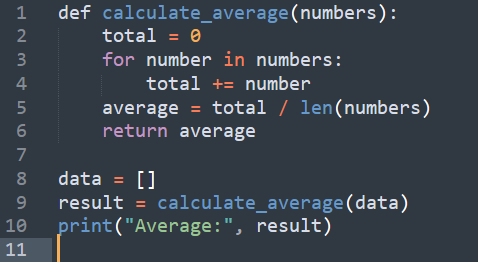 1 def calculate_average(numbers):
2     total = 0
3     for number in numbers:
4         total += number
5     average = total / len(numbers)
6     return average
7
8 data = []
9 result = calculate_average(data)
10 print("Average:", result)
11